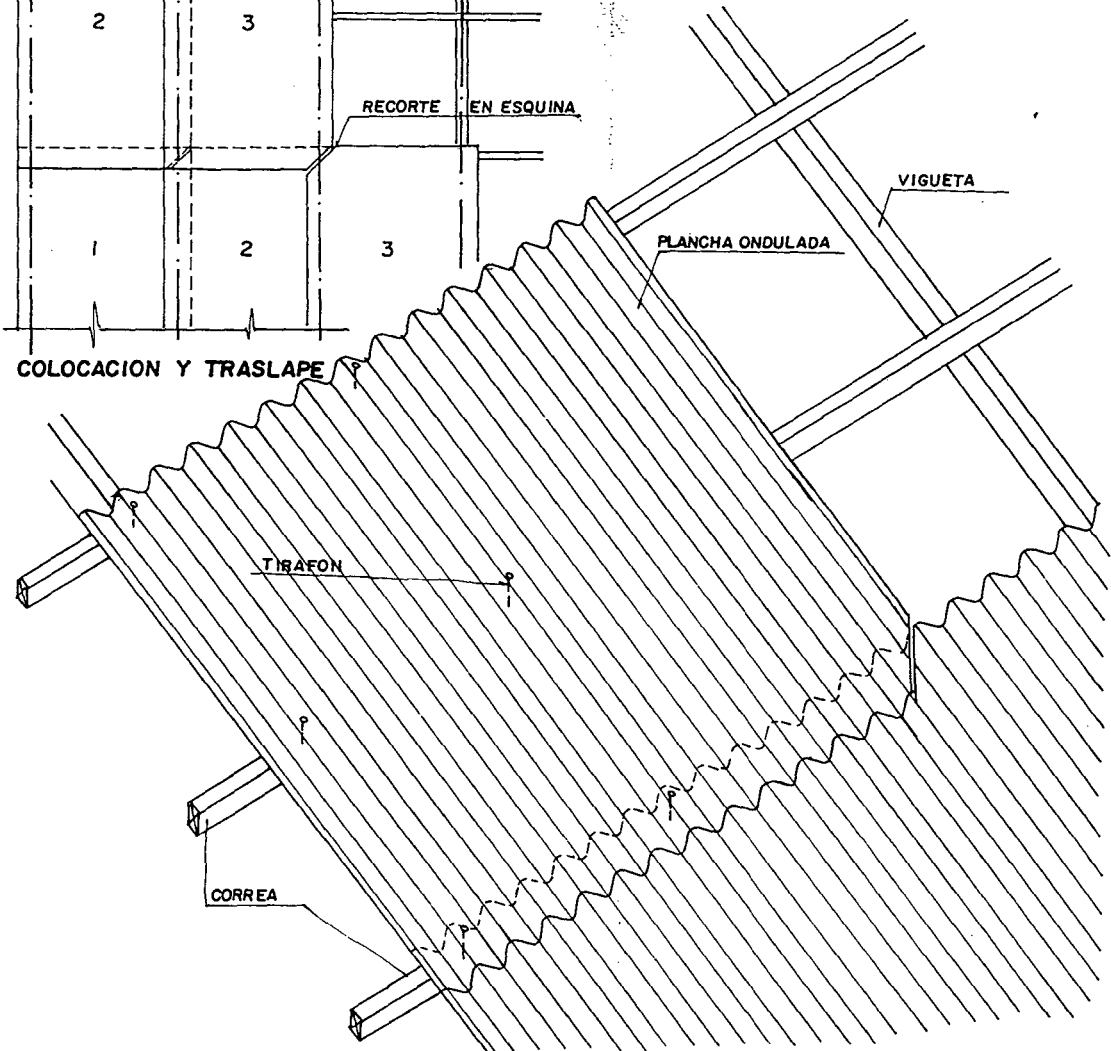 2
3
RECORTE EN ESQUINA
1
2
3
COLOCACION Y TRASLAPE
VIGUETA
PLANCHA ONDULADA
TIRAFON
CORREA